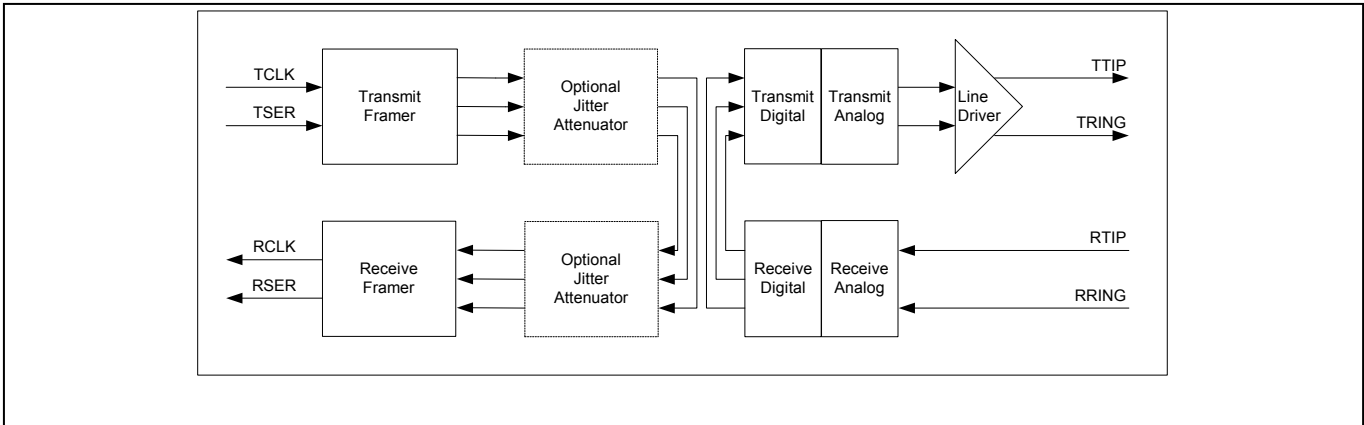 TCLK
TSER
Transmit
Framer
Optional
Jitter
Attenuator
Transmit
Digital
Transmit
Analog
Line
Driver
TTIP
TRING
RCLK
RSER
Receive
Framer
Optional
Jitter
Attenuator
Receive
Digital
Receive
Analog
RTIP
RRING